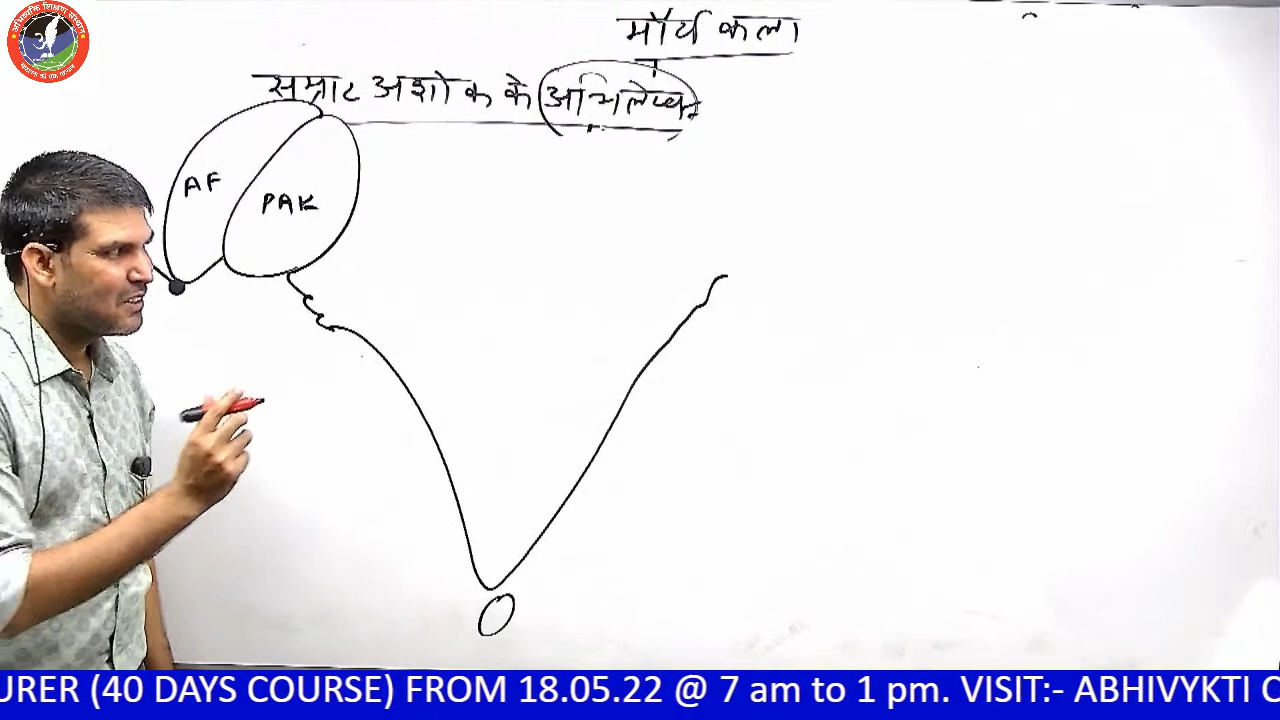 मौर्य कला
सम्राट अशोक के अभिलेख
AF
PAK
URER (40 DAYS COURSE) FROM 18.05.22 @ 7 am to 1 pm. VISIT:- ABHIVYKTI C